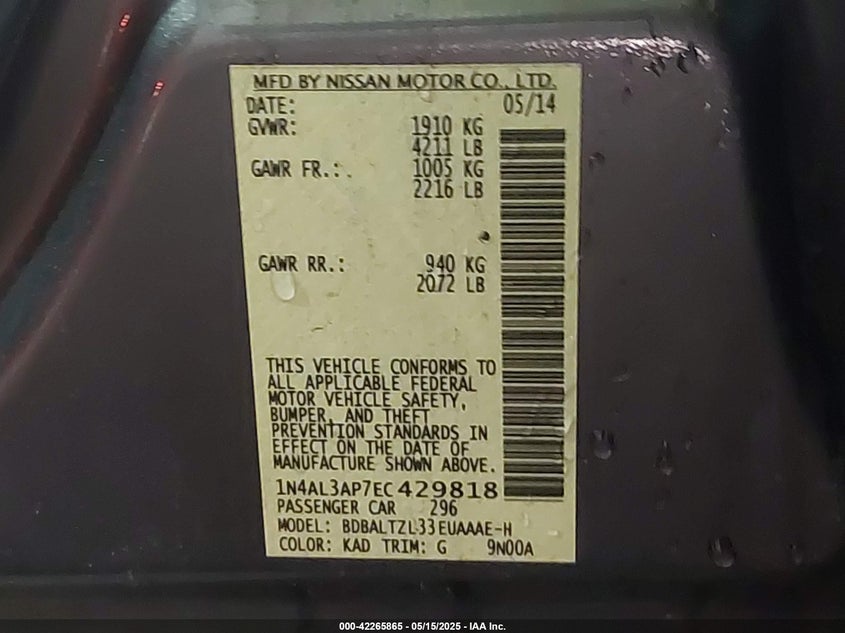 MFD BY NISSAN MOTOR CO., LTD.
DATE: 05/14
GVWR: 1910 KG
4211 LB
GAWR FR.:. 1005 KG
2216 LB
GAWR RR.: 940 KG
2072 LB
THIS VEHICLE CONFORMS TO
ALL APPLICABLE FEDERAL
MOTOR VEHICLE SAFETY,
BUMPER, AND THEFT
PREVENTION STANDARDS IN
EFFECT ON THE DATE OF
MANUFACTURE SHOWN ABOVE.
1N4AL3AP7EC429818
PASSENGER CAR 296
MODEL: BDBALTZL33EUAAAE-H
COLOR: KAD TRIM: G 9N00A
000-42265865 - 05/15/2025 - IAA Inc.